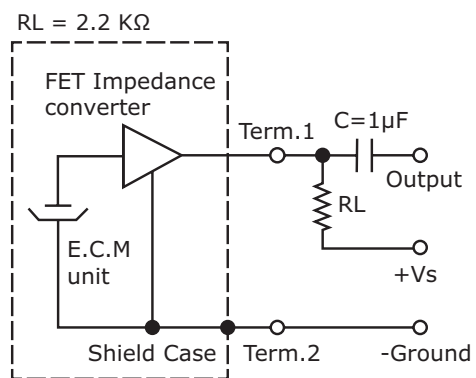 RL = 2.2 KΩ
FET Impedance
converter
Term.1
C=1µF
Output
RL
+Vs
E.C.M
unit
Shield Case
Term.2
-Ground